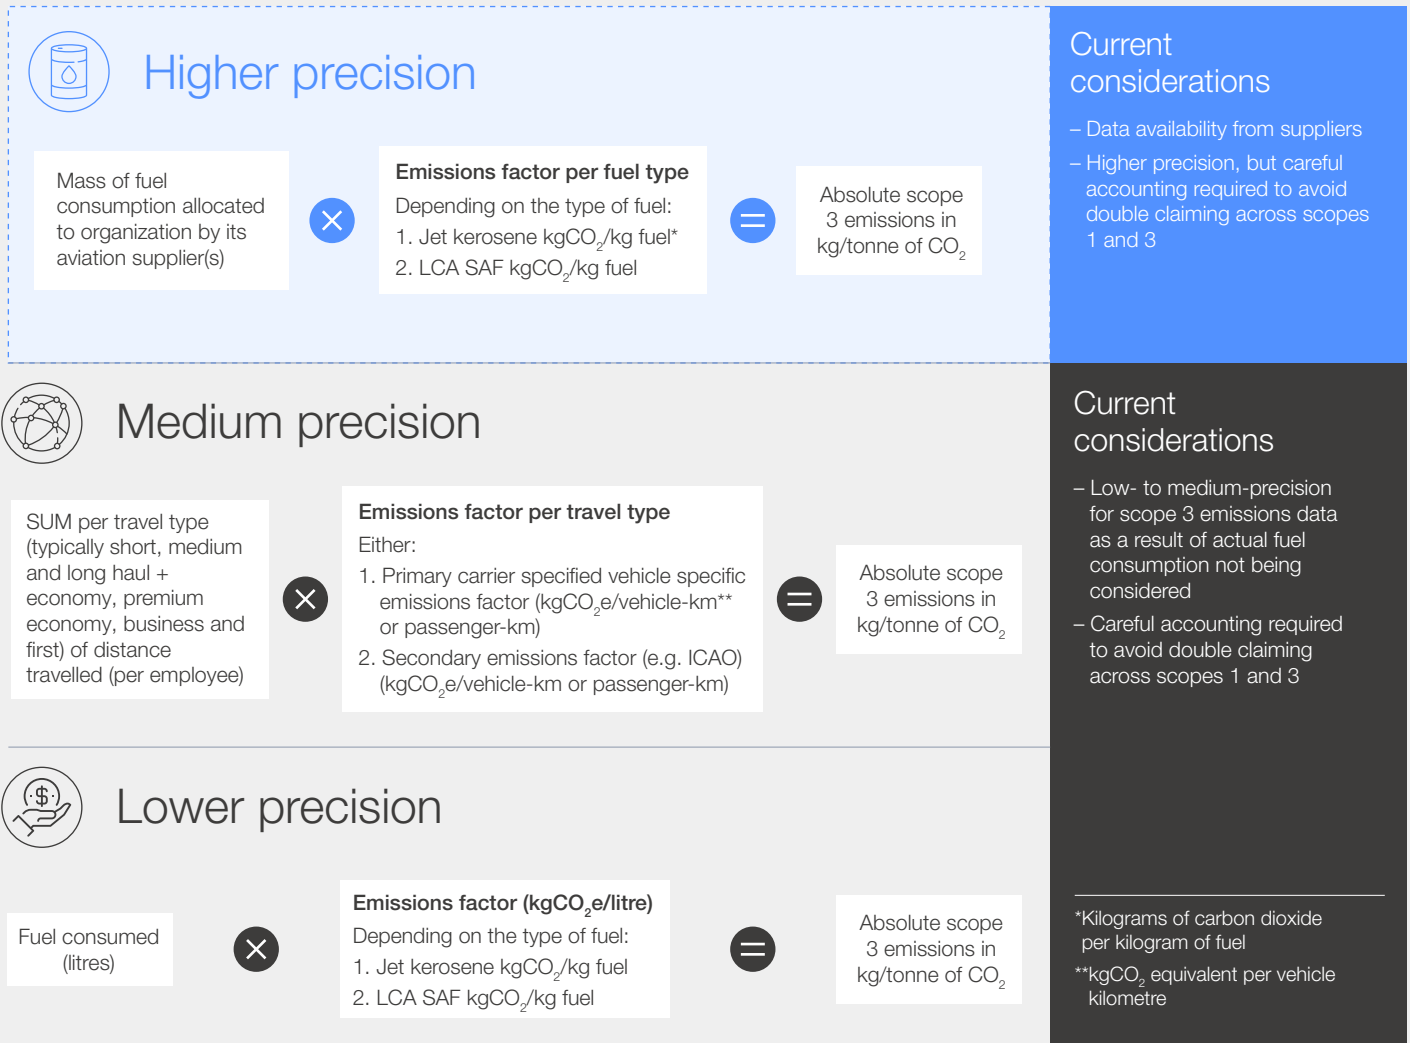 Higher precision
Mass of fuel
consumption allocated
to organization by its
aviation supplier(s)
Emissions factor per fuel type
Depending on the type of fuel:
1. Jet kerosene kgCO₂/kg fuel*
2. LCA SAF kgCO₂/kg fuel
Absolute scope
3 emissions in
kg/tonne of CO₂
Current
considerations
– Data availability from suppliers
– Higher precision, but careful
accounting required to avoid
double claiming across scopes
1 and 3
Medium precision
SUM per travel type
(typically short, medium
and long haul +
economy, premium
economy, business and
first) of distance
travelled (per employee)
Emissions factor per travel type
Either:
1. Primary carrier specified vehicle specific
emissions factor (kgCO₂e/vehicle-km**
or passenger-km)
2. Secondary emissions factor (e.g. ICAO)
(kgCO₂e/vehicle-km or passenger-km)
Absolute scope
3 emissions in
kg/tonne of CO₂
Current
considerations
– Low- to medium-precision
for scope 3 emissions data
as a result of actual fuel
consumption not being
considered
– Careful accounting required
to avoid double claiming
across scopes 1 and 3
Lower precision
Fuel consumed
(litres)
Emissions factor (kgCO₂e/litre)
Depending on the type of fuel:
1. Jet kerosene kgCO₂/kg fuel
2. LCA SAF kgCO₂/kg fuel
Absolute scope
3 emissions in
kg/tonne of CO₂
*Kilograms of carbon dioxide
per kilogram of fuel
**kgCO₂ equivalent per vehicle
kilometre